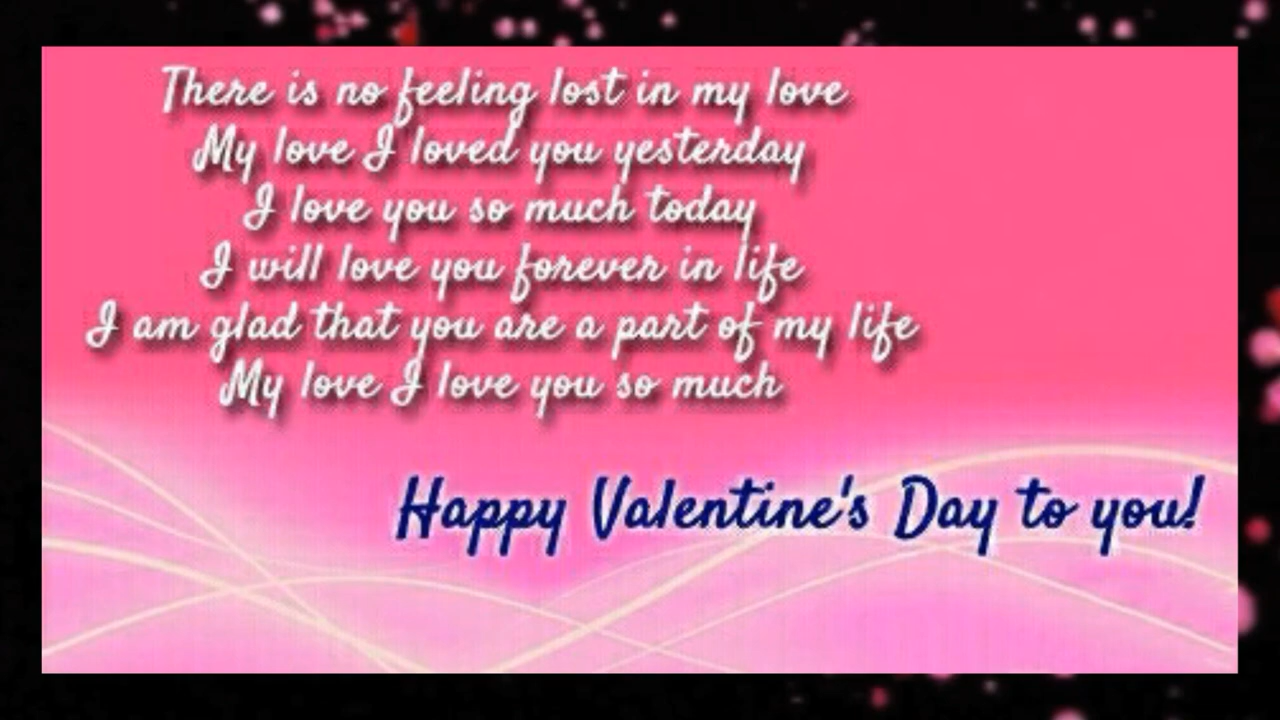 There is no feeling lost in my love
My love I loved you yesterday
I love you so much today
I will love you forever in life
I am glad that you are a part of my life
My love I love you so much
Happy Valentine's Day to you!